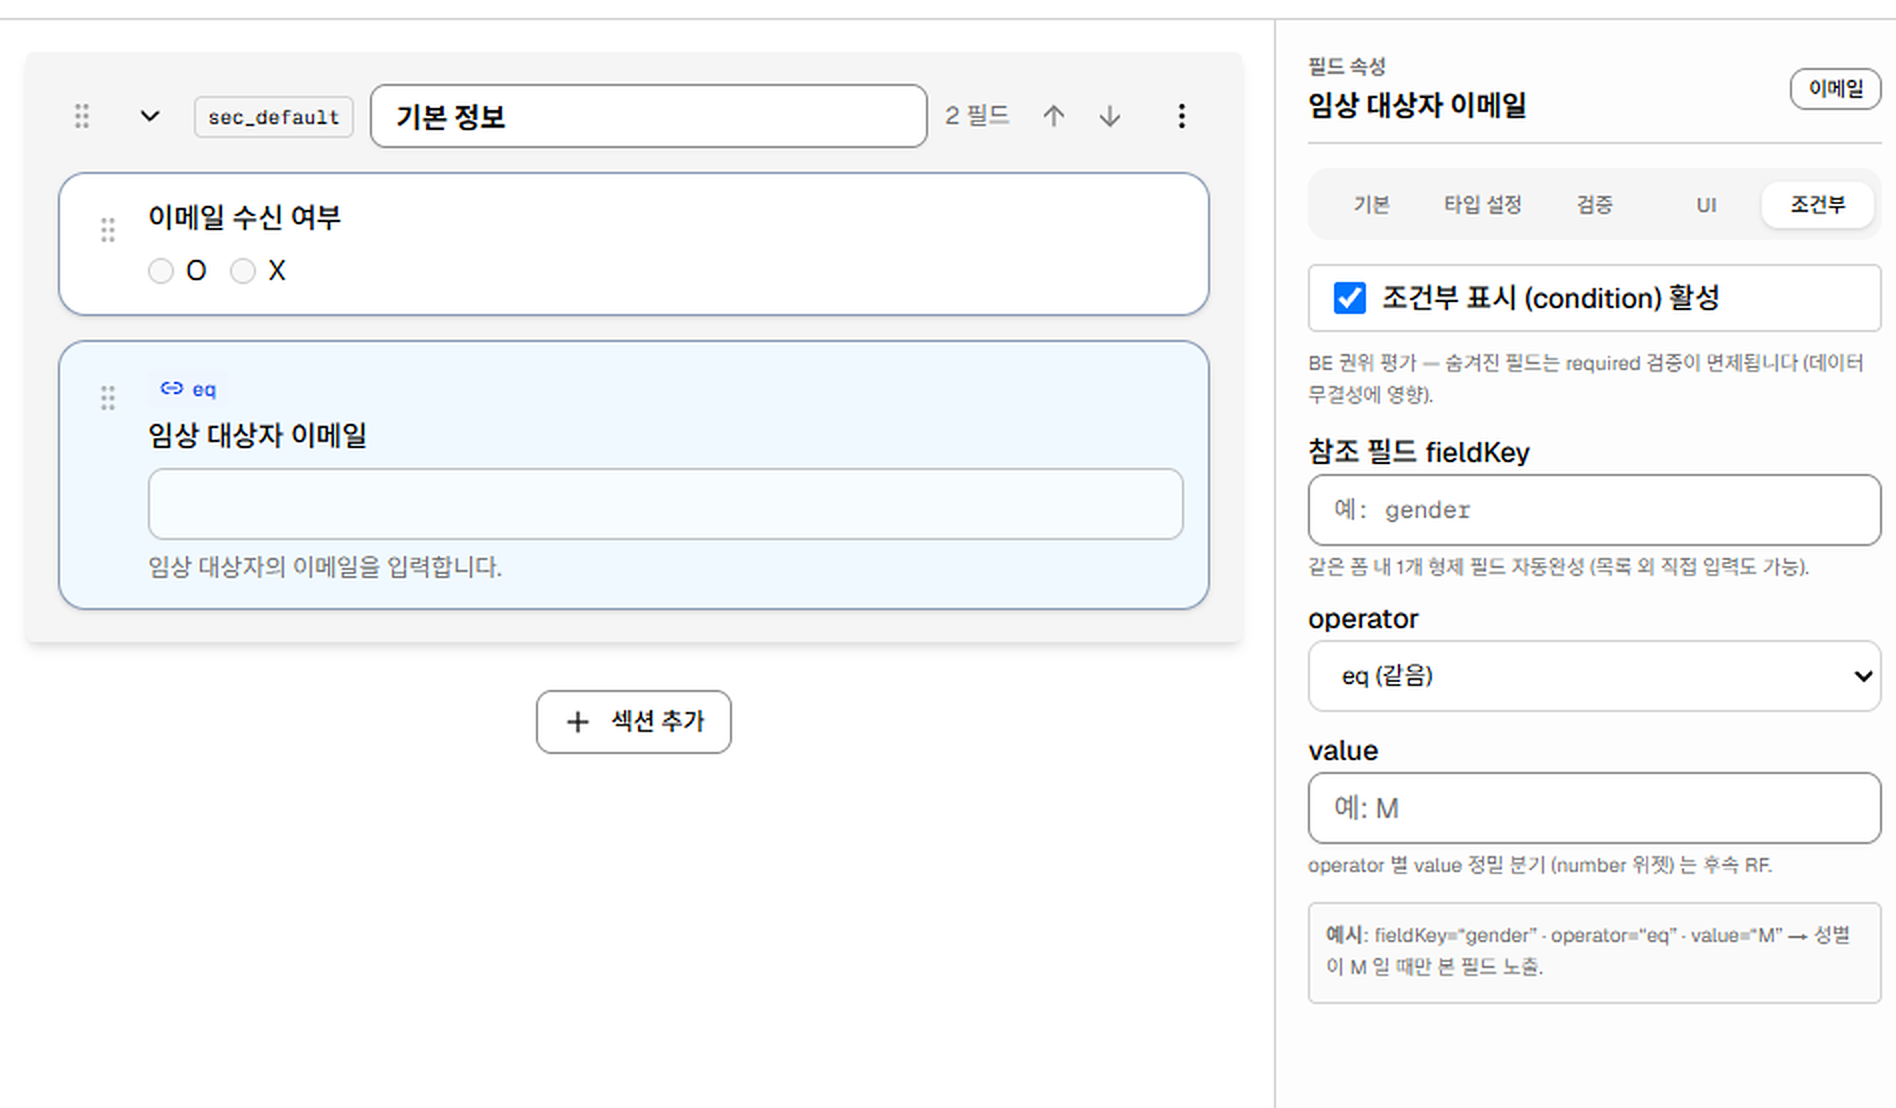 sec_default
기본 정보
2 필드
이메일 수신 여부
O X
eq
임상 대상자 이메일
임상 대상자의 이메일을 입력합니다.
+ 섹션 추가
필드 속성
임상 대상자 이메일
이메일
기본 타입 설정 검증 UI 조건부
조건부 표시 (condition) 활성
BE 권위 평가 — 숨겨진 필드는 required 검증이 면제됩니다 (데이터
무결성에 영향).
참조 필드 fieldKey
예: gender
같은 폼 내 1개 형제 필드 자동완성 (목록 외 직접 입력도 가능).
operator
eq (같음)
value
예: M
operator 별 value 정밀 분기 (number 위젯) 는 후속 RF.
예시: fieldKey=“gender” · operator=“eq” · value=“M” → 성별
이 M 일 때만 본 필드 노출.